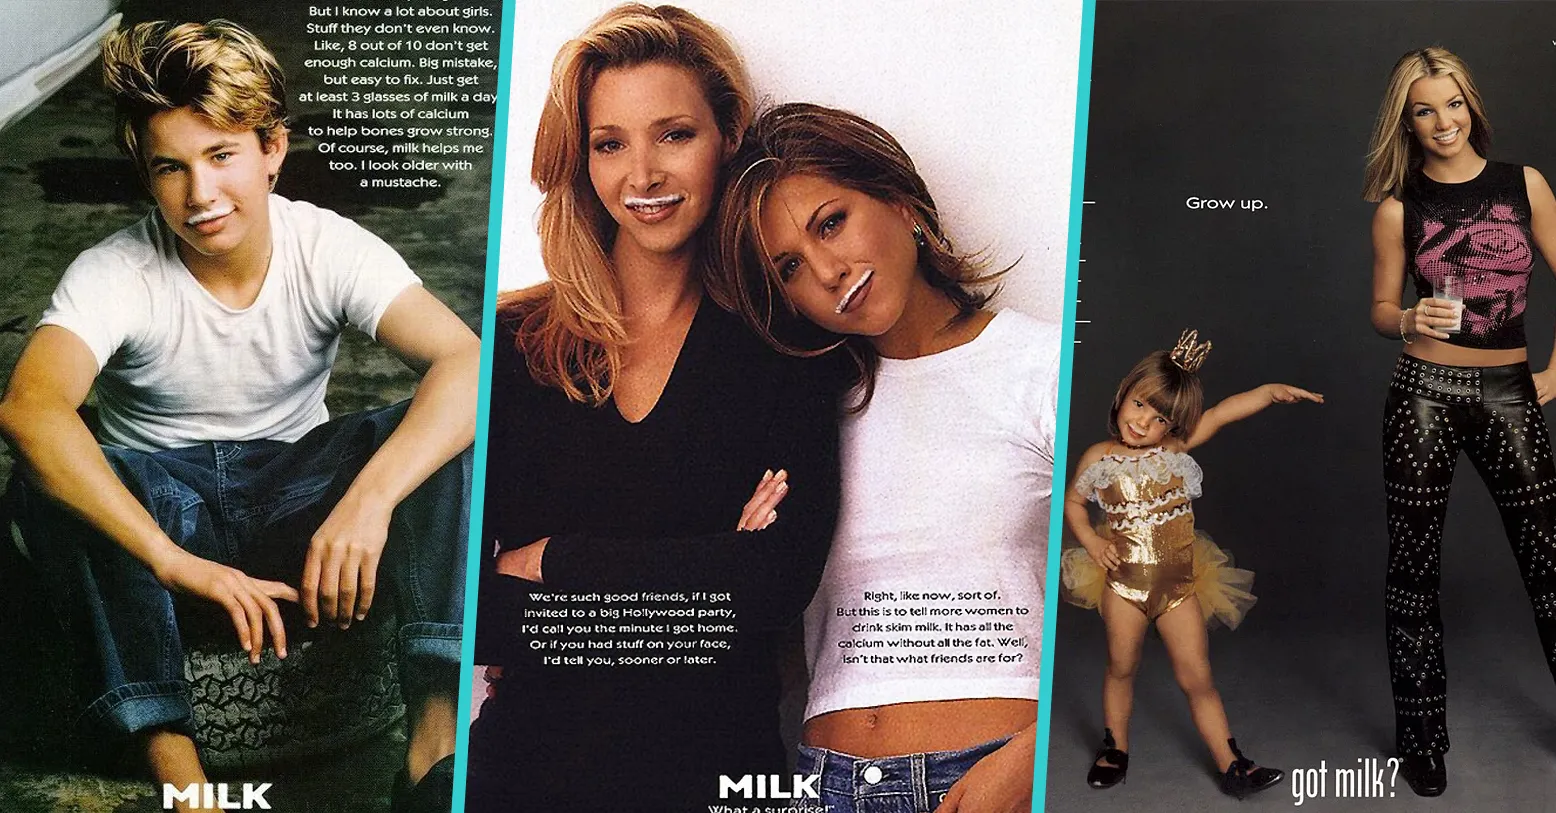 But I know a lot about girls.
Stuff they don't even know.
Like, 8 out of 10 don't get
enough calcium. Big mistake,
but easy to fix. Just get
at least 3 glasses of milk a day
It has lots of calcium
to help bones grow strong.
Of course, milk helps me
too. I look older with
a mustache.
MILK
We're such good friends, if I got
invited to a big Hollywood party,
I'd call you the minute I got home.
Or if you had stuff on your face,
I'd tell you, sooner or later.
Right, like now, sort of.
But this is to tell more women to
drink skim milk. It has all the
calcium without all the fat. Well,
isn't that what friends are for?
MILK
What a surprise!™
Grow up.
got milk?®